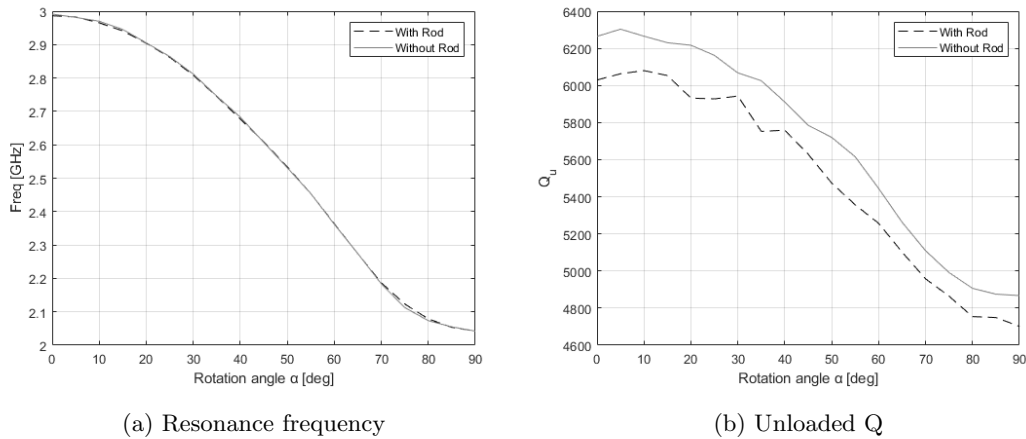 3
2.9
2.8
2.7
2.6
2.5
2.4
2.3
2.2
2.1
2
Freq [GHz]
0 10 20 30 40 50 60 70 80 90
Rotation angle α [deg]
With Rod
Without Rod
(a) Resonance frequency
6400
6200
6000
5800
5600
5400
5200
5000
4800
4600
Qu
0 10 20 30 40 50 60 70 80 90
Rotation angle α [deg]
With Rod
Without Rod
(b) Unloaded Q